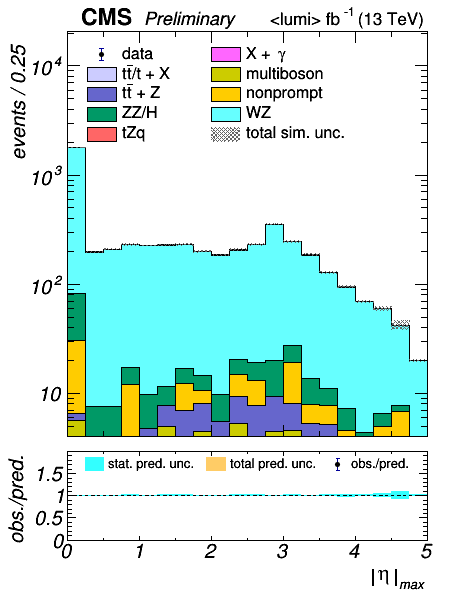 CMS Preliminary <lumi> fb⁻¹ (13 TeV)
events / 0.25
10⁴
10³
10²
10
data
tt̄/t + X
tt̄ + Z
ZZ/H
tZ̄q
X + γ
multiboson
nonprompt
WZ
total sim. unc.
obs./pred.
1.5
1
0.5
0
stat. pred. unc. total pred. unc. obs./pred.
0 1 2 3 4 5
|η|max